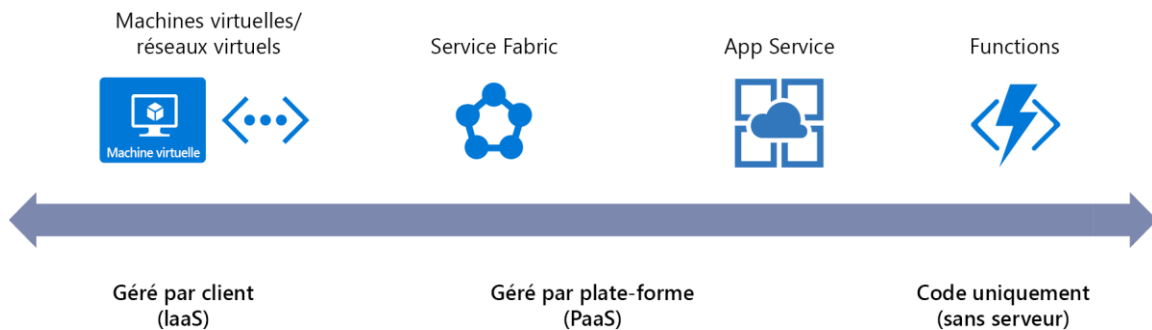 Machines virtuelles/
réseaux virtuels
Service Fabric
App Service
Functions
Machine virtuelle
Géré par client
(IaaS)
Géré par plate-forme
(PaaS)
Code uniquement
(sans serveur)